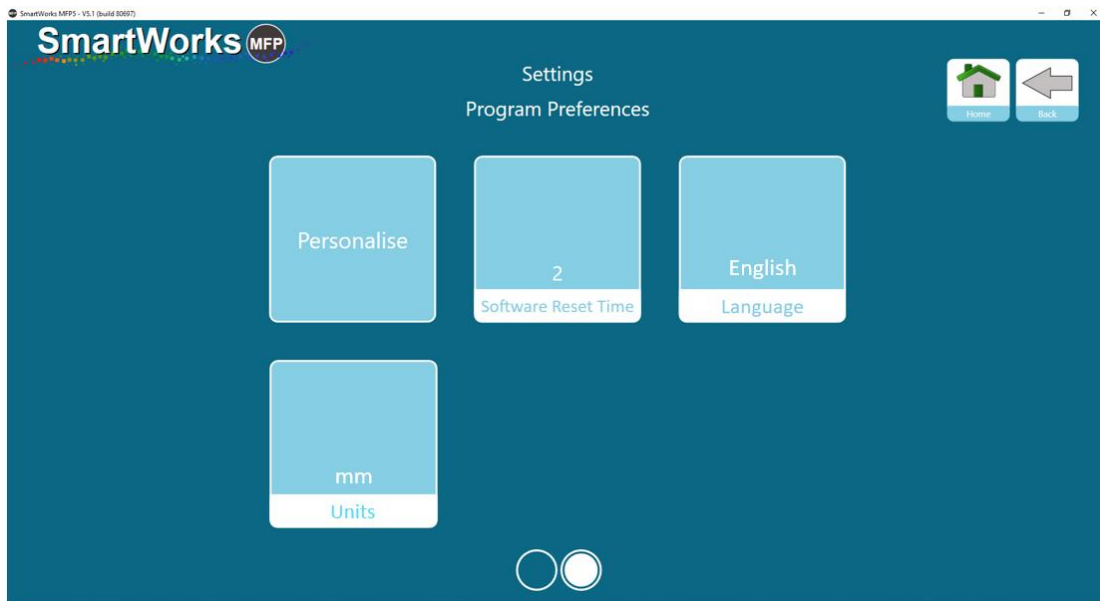 SmartWorks MFP5 - V5.1 (build 80697)
SmartWorks MFP
Settings
Program Preferences
Home
Back
Personalise
2
Software Reset Time
English
Language
mm
Units